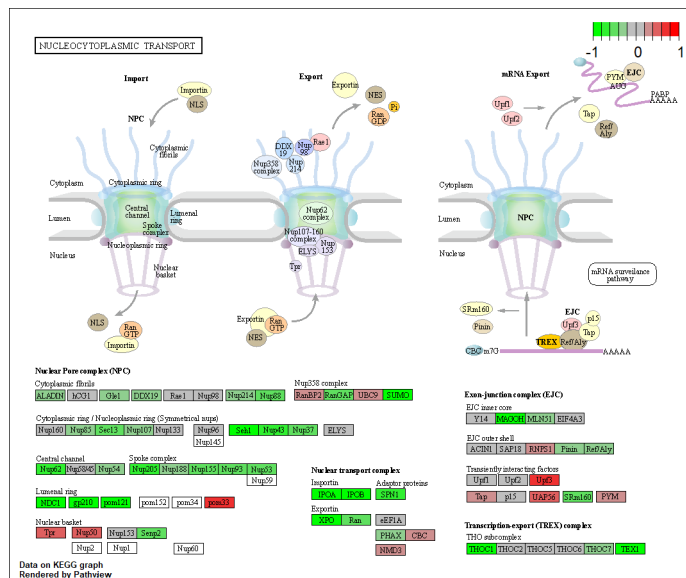 NUCLEOCYTOPLASMIC TRANSPORT
-1 0 1
Import
Importin
NLS
NPC
Cytoplasmic fibrils
Cytoplasm
Cytoplasmic ring
Central channel
Spoke complex
Lumenal ring
Lumen
Nucleoplasmic ring
Nucleus
Nuclear basket
NLS
Ran GTP
Importin
Export
Exportin
NES
Ran GDP
Pi
DDX 19
Nup 98
Rae1
Nup358 complex
Nup 214
Nup62 complex
Nup107-160 complex
ELYS
Nup 153
Tpr
Exportin
Ran GTP
NES
mRNA Export
Upf1
Upf2
PYM
EJC
AUG
PABP
AAAAA
Tap
Ref/Aly
Cytoplasm
Lumen
NPC
Nucleus
mRNA surveilance pathway
SRm160
Pinin
EJC
Upf3
p15
Tap
TREX
Ref/Aly
CBC
m7G
AAAAA
Nuclear Pore complex (NPC)
Cytoplasmic fibrils
ALADIN hCG1 Gle1 DDX19 Rae1 Nup98 Nup214 Nup88
Nup358 complex
RanBP2 RanGAP UBC9 SUMO
Cytoplasmic ring / Nucleoplasmic ring (Symmetrical nups)
Nup160 Nup85 Sec13 Nup107 Nup133 Nup96 Seh1 Nup43 Nup37 ELYS
Nup145
Central channel
Nup62 Nup58/45 Nup54
Spoke complex
Nup205 Nup188 Nup155 Nup93 Nup53
Nup59
Lumenal ring
NDC1 gp210 pom121 pom152 pom34 pom33
Nuclear basket
Tpr Nup50 Nup153 Senp2
Nup2 Nup1 Nup60
Nuclear transport complex
Importin
IPOA IPOB
Adaptor proteins
SPN1
Exportin
XPO Ran
eEF1A
PHAX CBC
NMD3
Exon-junction complex (EJC)
EJC inner core
Y14 MAGOH MLN51 EIF4A3
EJC outer shell
ACIN1 SAP18 RNPS1 Pinin Ref/Aly
Transiently interacting factors
Upf1 Upf2 Upf3
Tap p15 UAP56 SRm160 PYM
Transcription-export (TREX) complex
THO subcomplex
THOC1 THOC2 THOC5 THOC6 THOC7 TEX1
Data on KEGG graph
Rendered by Pathview